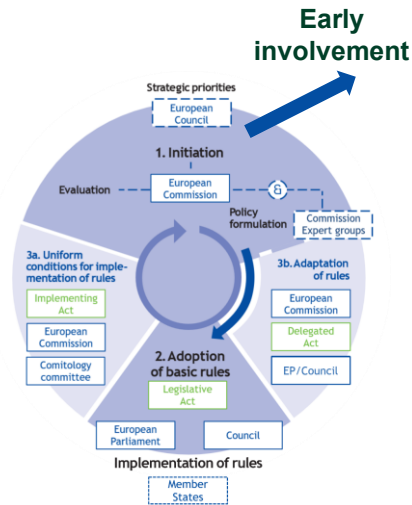 Early
involvement
Strategic priorities
European
Council
1. Initiation
Evaluation
European
Commission
&
Policy
formulation
Commission
Expert groups
3a. Uniform
conditions for imple-
mentation of rules
Implementing
Act
European
Commission
Comitology
committee
3b. Adaptation
of rules
European
Commission
Delegated
Act
EP/Council
2. Adoption
of basic rules
Legislative
Act
European
Parliament
Council
Implementation of rules
Member
States